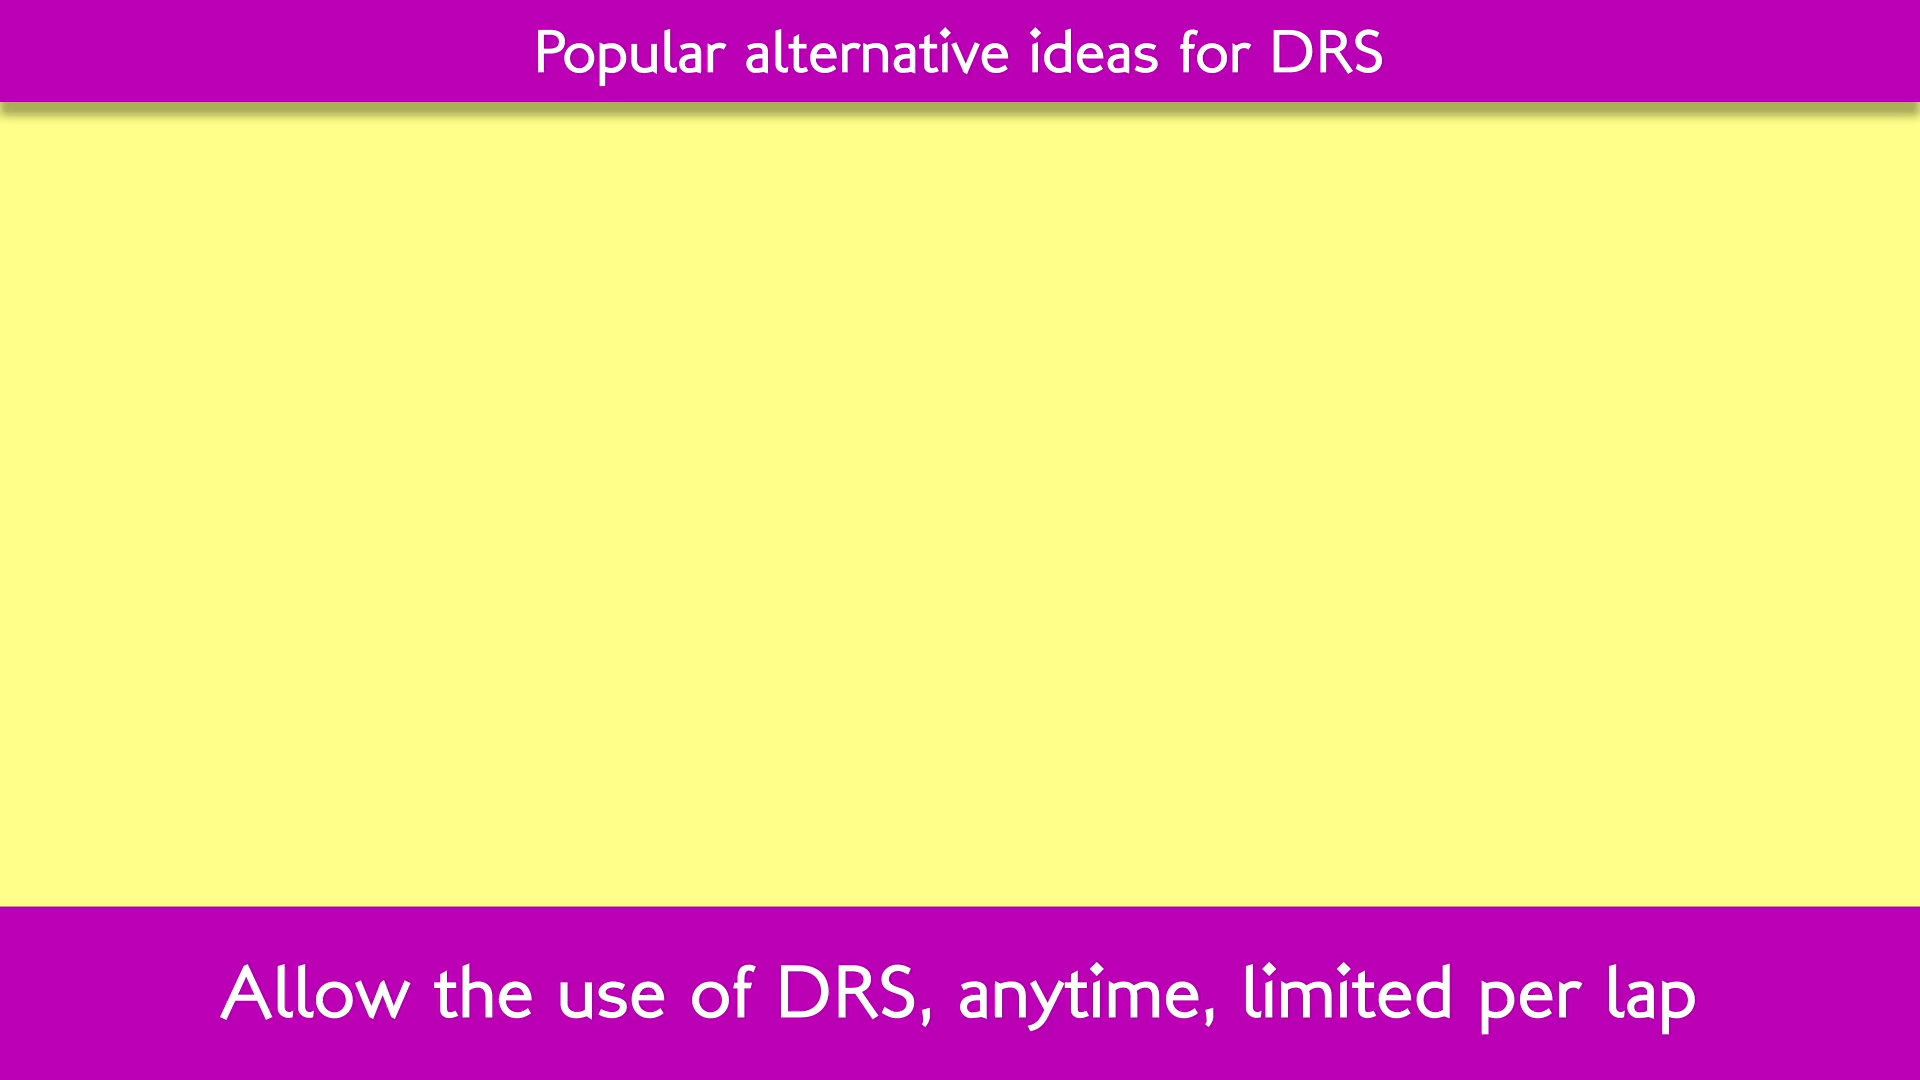 Popular alternative ideas for DRS
Allow the use of DRS, anytime, limited per lap